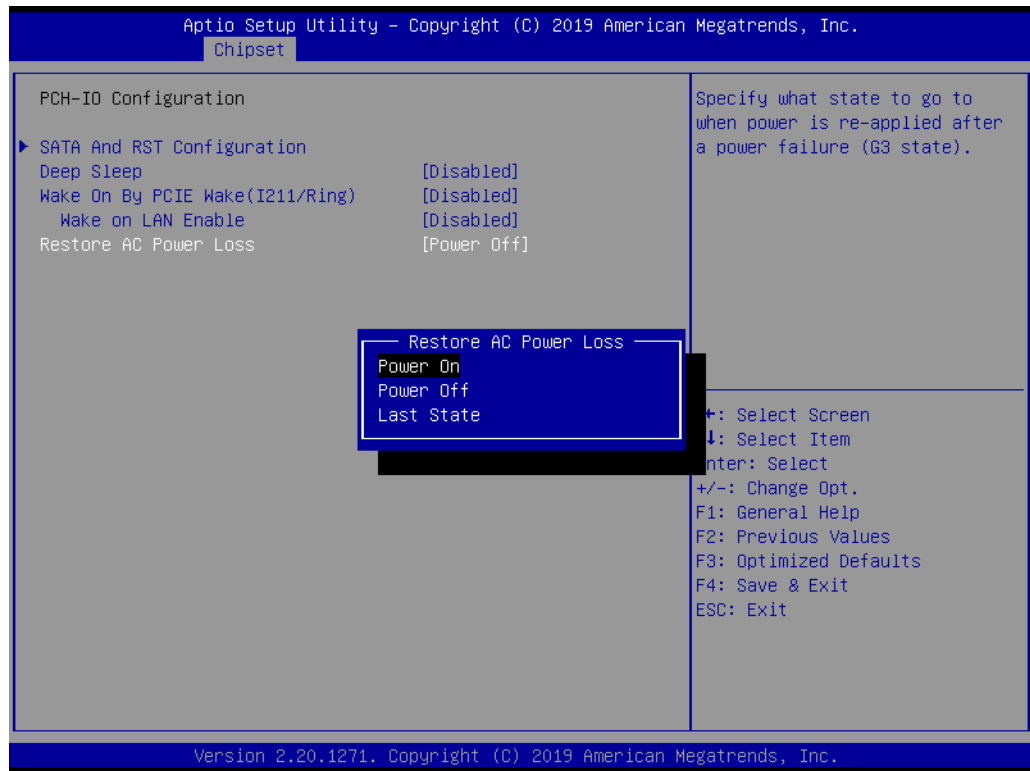 Aptio Setup Utility – Copyright (C) 2019 American Megatrends, Inc.
Chipset
PCH-IO Configuration
SATA And RST Configuration
Deep Sleep [Disabled]
Wake On By PCIE Wake(I211/Ring) [Disabled]
Wake on LAN Enable [Disabled]
Restore AC Power Loss [Power Off]
Restore AC Power Loss
Power On
Power Off
Last State
Specify what state to go to
when power is re-applied after
a power failure (G3 state).
: Select Screen
: Select Item
nter: Select
+/-: Change Opt.
F1: General Help
F2: Previous Values
F3: Optimized Defaults
F4: Save & Exit
ESC: Exit
Version 2.20.1271. Copyright (C) 2019 American Megatrends, Inc.